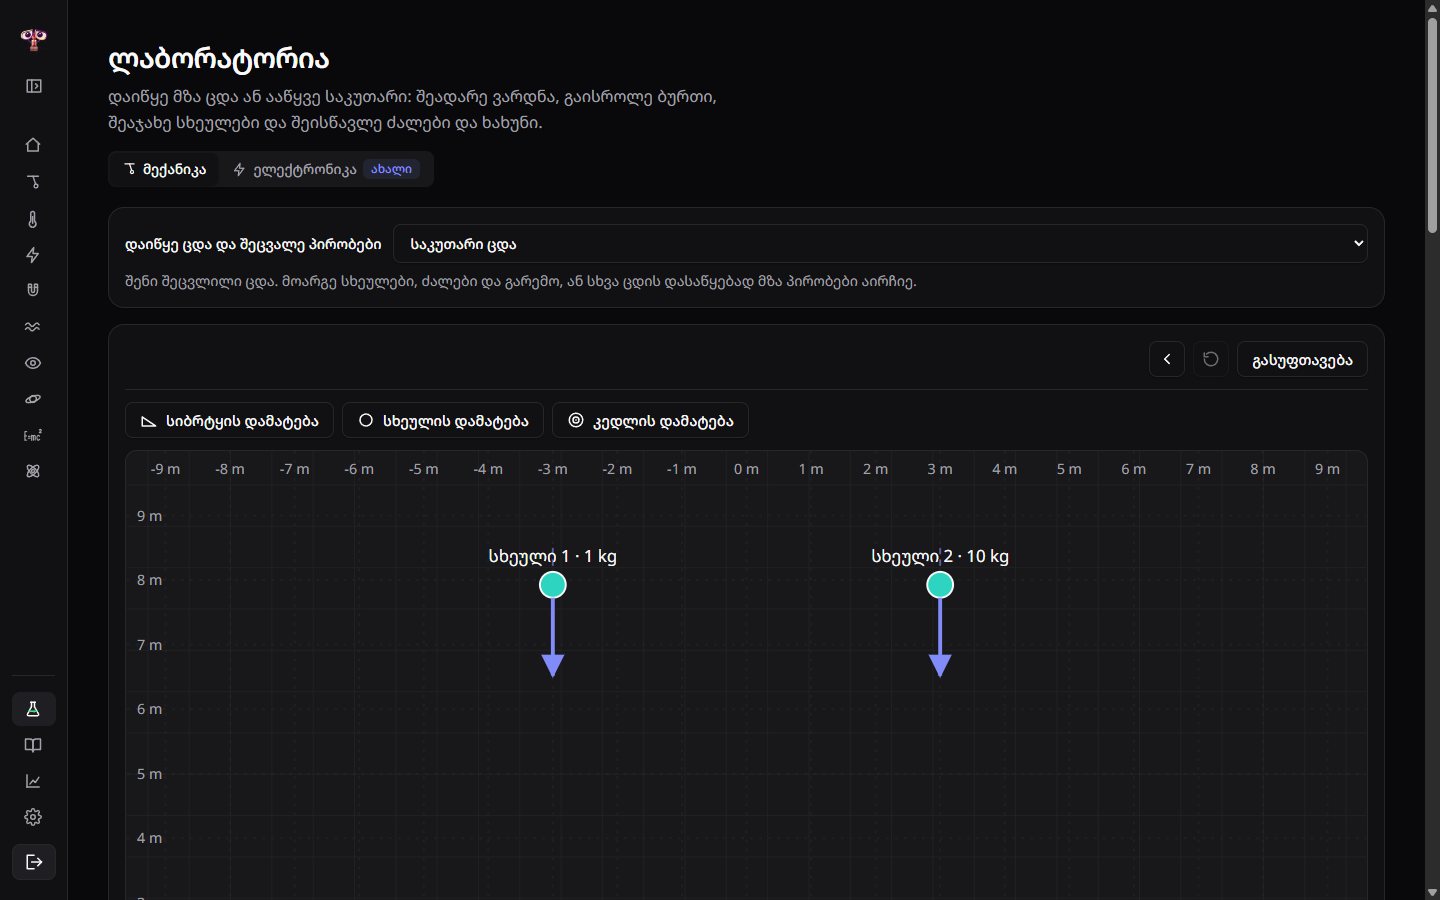 ლაბორატორია
დაიწყე მზა ცდა ან ააწყვე საკუთარი: შეადარე ვარდნა, გაისროლე ბურთი,
შეაჯახე სხეულები და შეისწავლე ძალები და ხახუნი.
მექანიკა ელექტრონიკა ახალი
დაიწყე ცდა და შეცვალე პირობები საკუთარი ცდა
შენი შეცვლილი ცდა. მოარგე სხეულები, ძალები და გარემო, ან სხვა ცდის დასაწყებად მზა პირობები აირჩიე.
გასუფთავება
სიბრტყის დამატება სხეულის დამატება კედლის დამატება
-9 m -8 m -7 m -6 m -5 m -4 m -3 m -2 m -1 m 0 m 1 m 2 m 3 m 4 m 5 m 6 m 7 m 8 m 9 m
9 m
სხეული 1 · 1 kg სხეული 2 · 10 kg
8 m
7 m
6 m
5 m
4 m
E=mc²